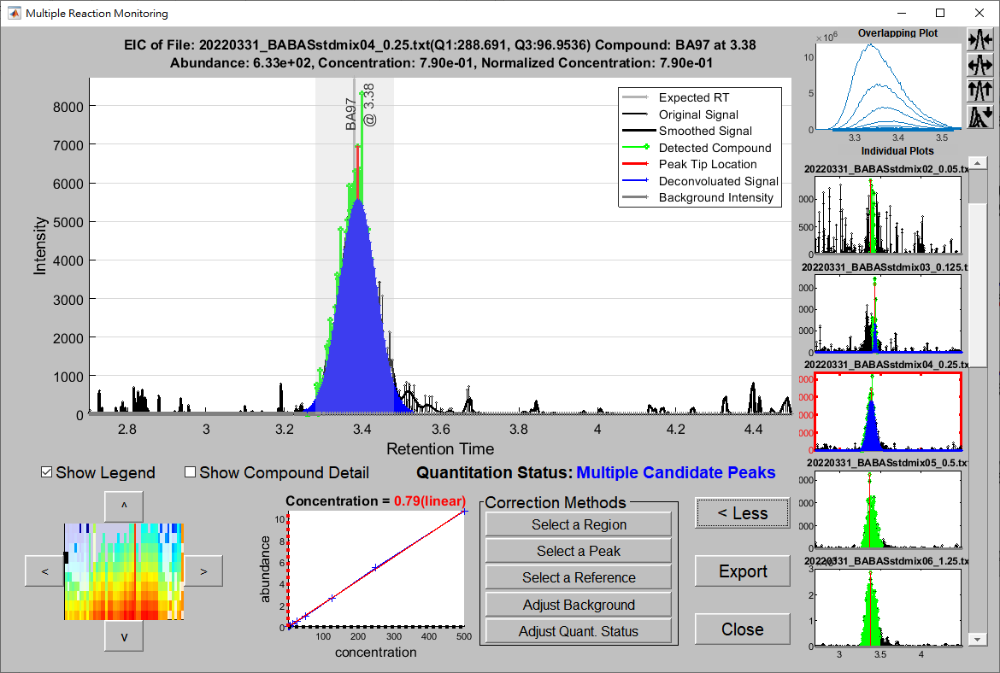 Multiple Reaction Monitoring
EIC of File: 20220331_BABASstdmix04_0.25.txt(Q1:288.691, Q3:96.9536) Compound: BA97 at 3.38
Abundance: 6.33e+02, Concentration: 7.90e-01, Normalized Concentration: 7.90e-01
8000
7000
6000
5000
4000
3000
2000
1000
0
Intensity
BA97
@ 3.38
Expected RT
Original Signal
Smoothed Signal
Detected Compound
Peak Tip Location
Deconvoluated Signal
Background Intensity
2.8 3 3.2 3.4 3.6 3.8 4 4.2 4.4
Retention Time
Show Legend
Show Compound Detail
Quantitation Status: Multiple Candidate Peaks
^
<
>
v
Concentration = 0.79(linear)
10
8
6
4
2
0
abundance
100 200 300 400 500
concentration
Correction Methods
Select a Region
Select a Peak
Select a Reference
Adjust Background
Adjust Quant. Status
< Less
Export
Close
Overlapping Plot
×10⁶
10
5
0
3.3 3.4 3.5
Individual Plots
20220331_BABASstdmix02_0.05.tx
000
500
0
20220331_BABASstdmix03_0.125.t
000
000
000
0
20220331_BABASstdmix04_0.25.tx
000
000
000
000
0
20220331_BABASstdmix05_0.5.txt
000
000
000
0
20220331_BABASstdmix06_1.25.tx
3
2
1
0
3 3.5 4